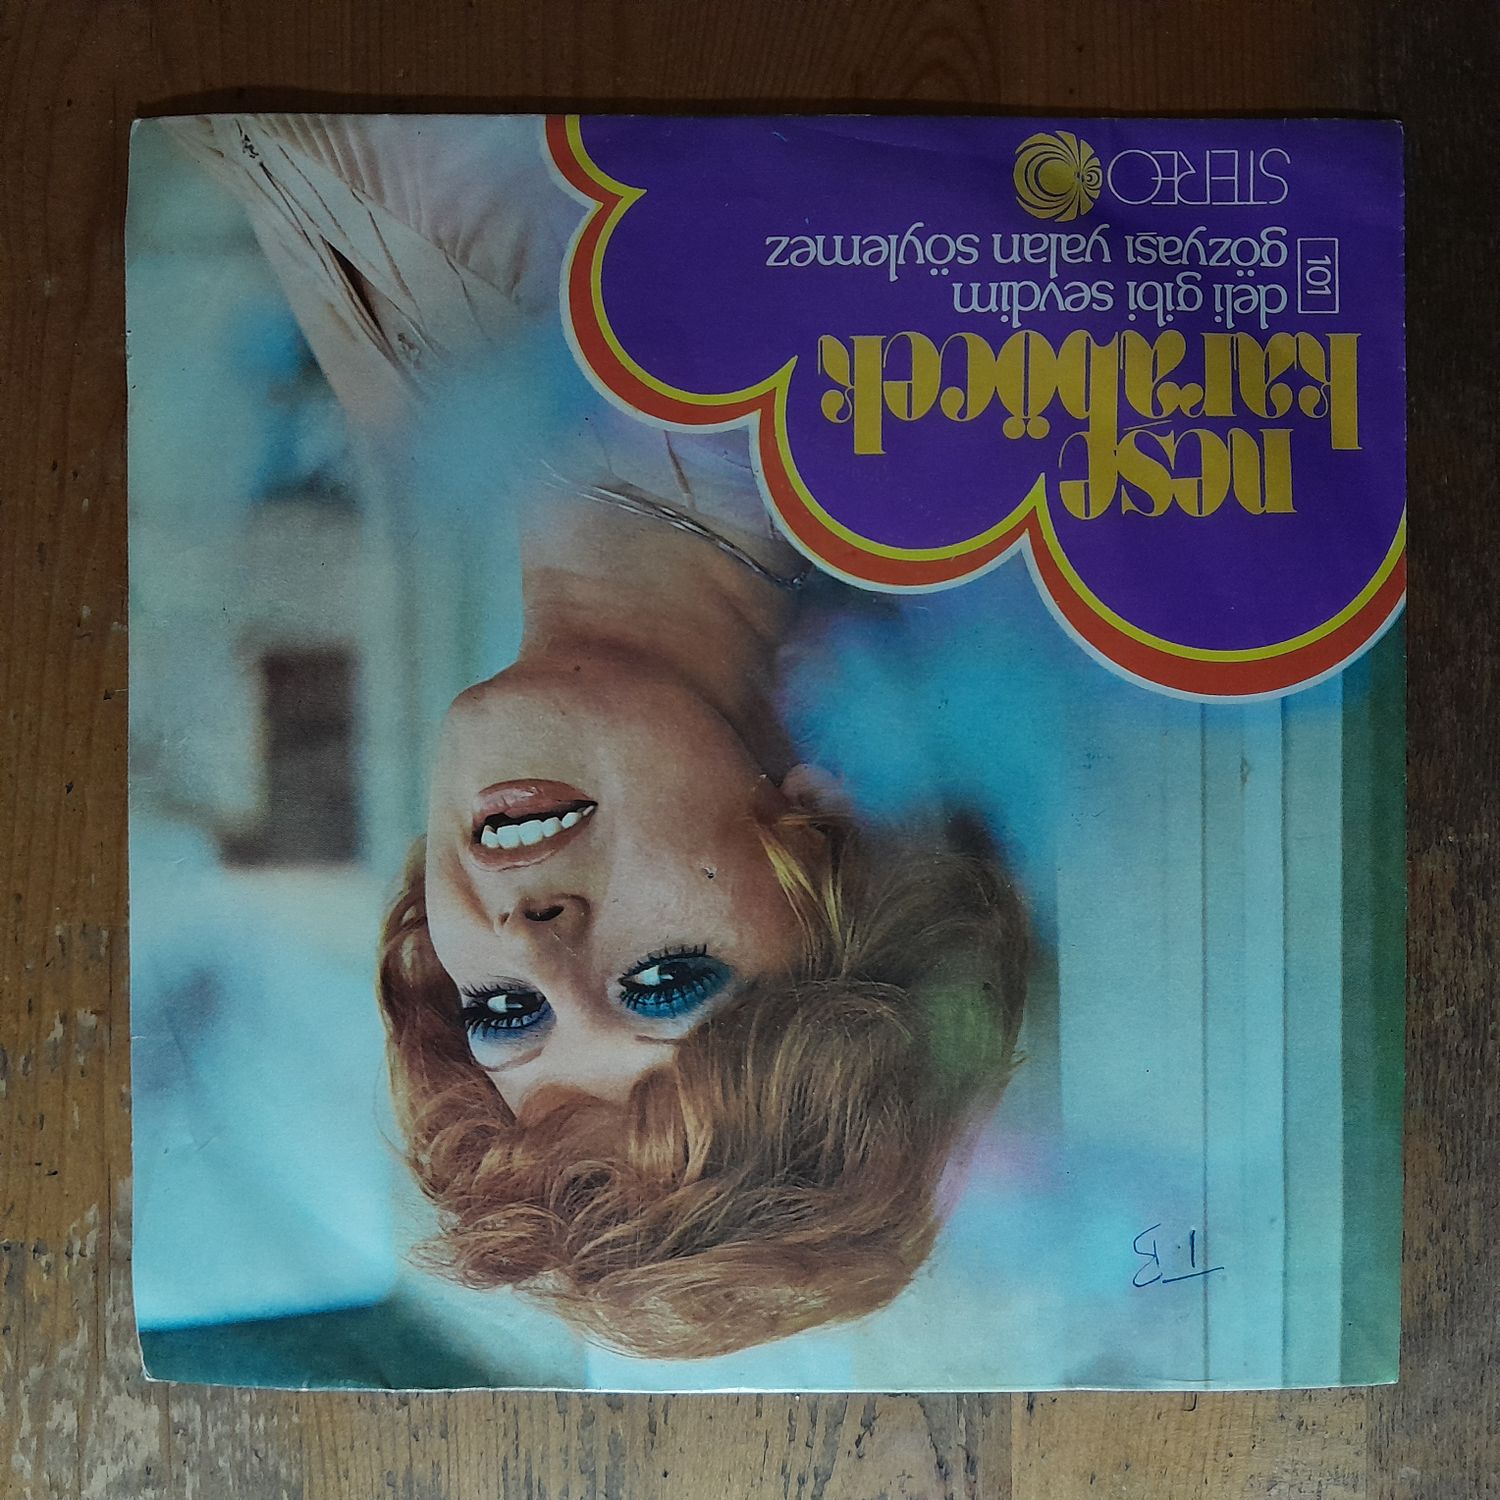 neşe
karaböcek
deli gibi sevdim
gözyaşı yalan söylemez
101
STEREO